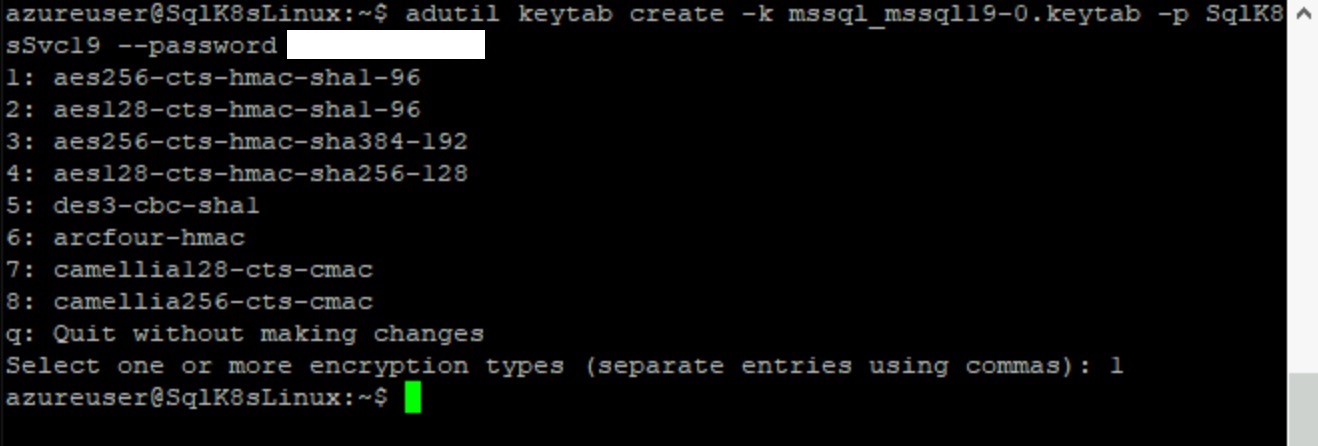 azureuser@SqlK8sLinux:~$ adutil keytab create -k mssql_mssql19-0.keytab -p SqlK8
sSvc19 --password
1: aes256-cts-hmac-sha1-96
2: aes128-cts-hmac-sha1-96
3: aes256-cts-hmac-sha384-192
4: aes128-cts-hmac-sha256-128
5: des3-cbc-sha1
6: arcfour-hmac
7: camellia128-cts-cmac
8: camellia256-cts-cmac
q: Quit without making changes
Select one or more encryption types (separate entries using commas): 1
azureuser@SqlK8sLinux:~$